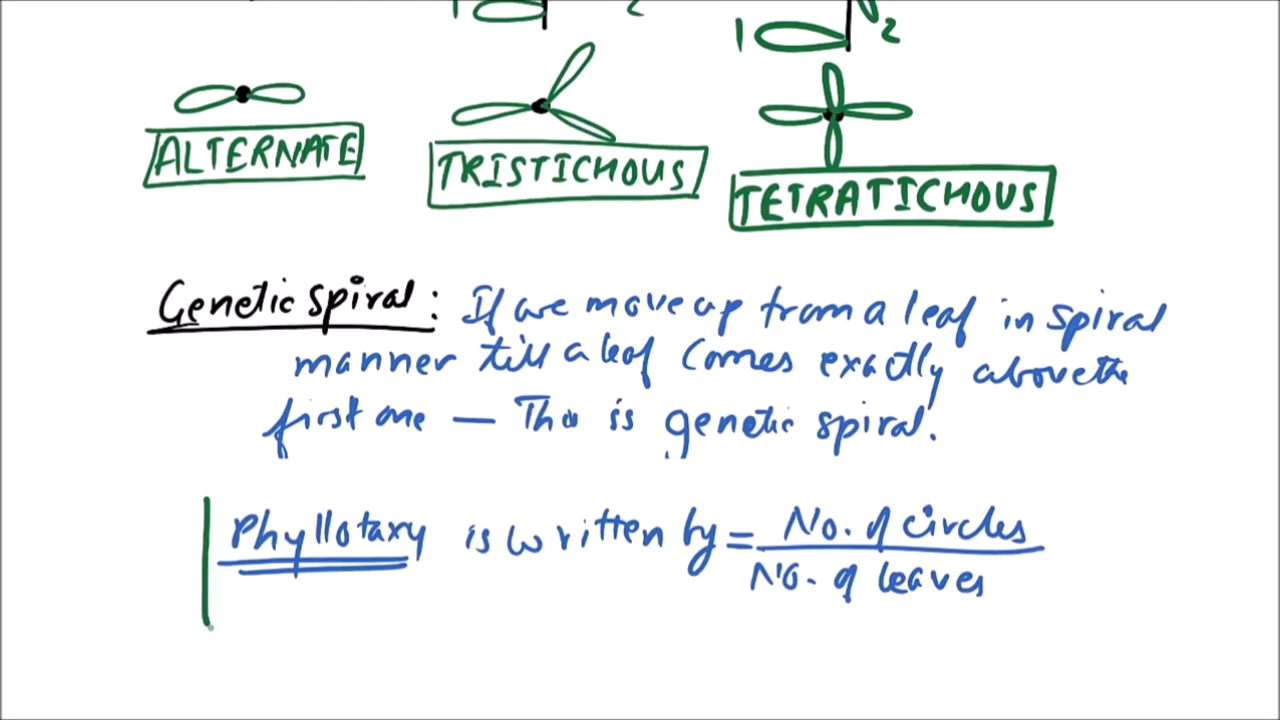 1 2
1 2
ALTERNATE TRISTICHOUS TETRATICHOUS
Genetic spiral: If we move up from a leaf in spiral
manner till a leaf comes exactly above the
first one — This is genetic spiral.
Phyllotaxy is written by = No. of circles
No. of leaves